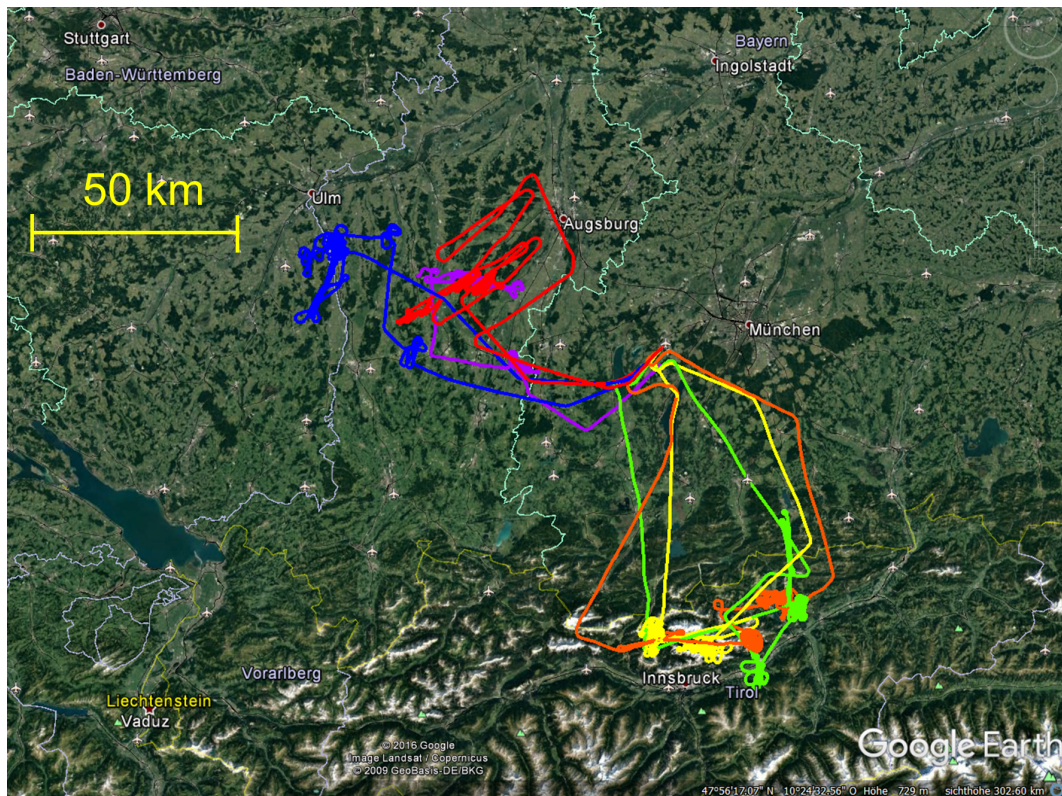 Stuttgart
Baden-Württemberg
Bayern
Ingolstadt
50 km
Ulm
Augsburg
München
Innsbruck
Tirol
Vorarlberg
Liechtenstein
Vaduz
© 2016 Google
Image Landsat / Copernicus
© 2009 GeoBasis-DE/BKG
Google Earth
47°56'17.07" N 10°24'32.56" O Höhe 729 m sichthöhe 302.60 km